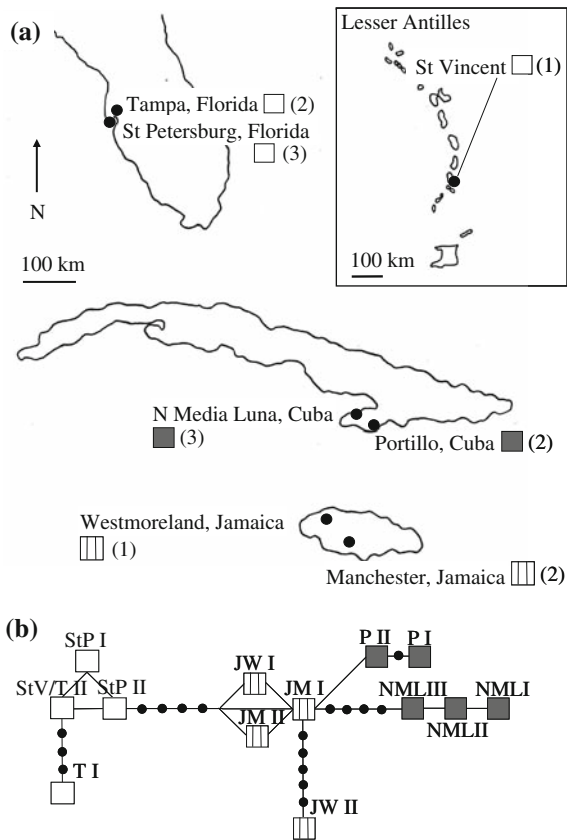 (a)
Lesser Antilles
St Vincent (1)
Tampa, Florida (2)
St Petersburg, Florida
(3)
N
100 km
100 km
N Media Luna, Cuba
(3)
Portillo, Cuba (2)
Westmoreland, Jamaica
(1)
Manchester, Jamaica (2)
(b)
StP I
StV/T II StP II
T I
JW I
JM II
JM I
JW II
P II P I
NMLIII NMLI
NMLII